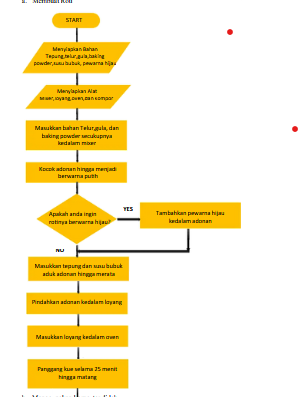 Membuat Roti
START
Menyiapkan Bahan
Tepung,telur,gula,baking
powder,susu bubuk, pewarna hijau
Menyiapkan Alat
Mixer,loyang,oven,dan kompor
Masukkan bahan Telur,gula, dan
baking powder secukupnya
kedalam mixer
Kocok adonan hingga menjadi
berwarna putih
Apakah anda ingin
rotinya berwarna hijau?
YES
Tambahkan pewarna hijau
kedalam adonan
NO
Masukkan tepung dan susu bubuk
aduk adonan hingga merata
Pindahkan adonan kedalam loyang
Masukkan loyang kedalam oven
Panggang kue selama 25 menit
hingga matang